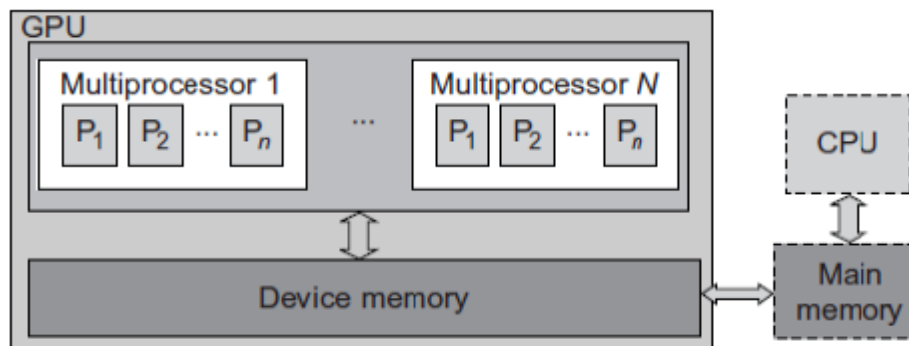 GPU
Multiprocessor 1
P1 P2 ... Pn
...
Multiprocessor N
P1 P2 ... Pn
Device memory
CPU
Main
memory